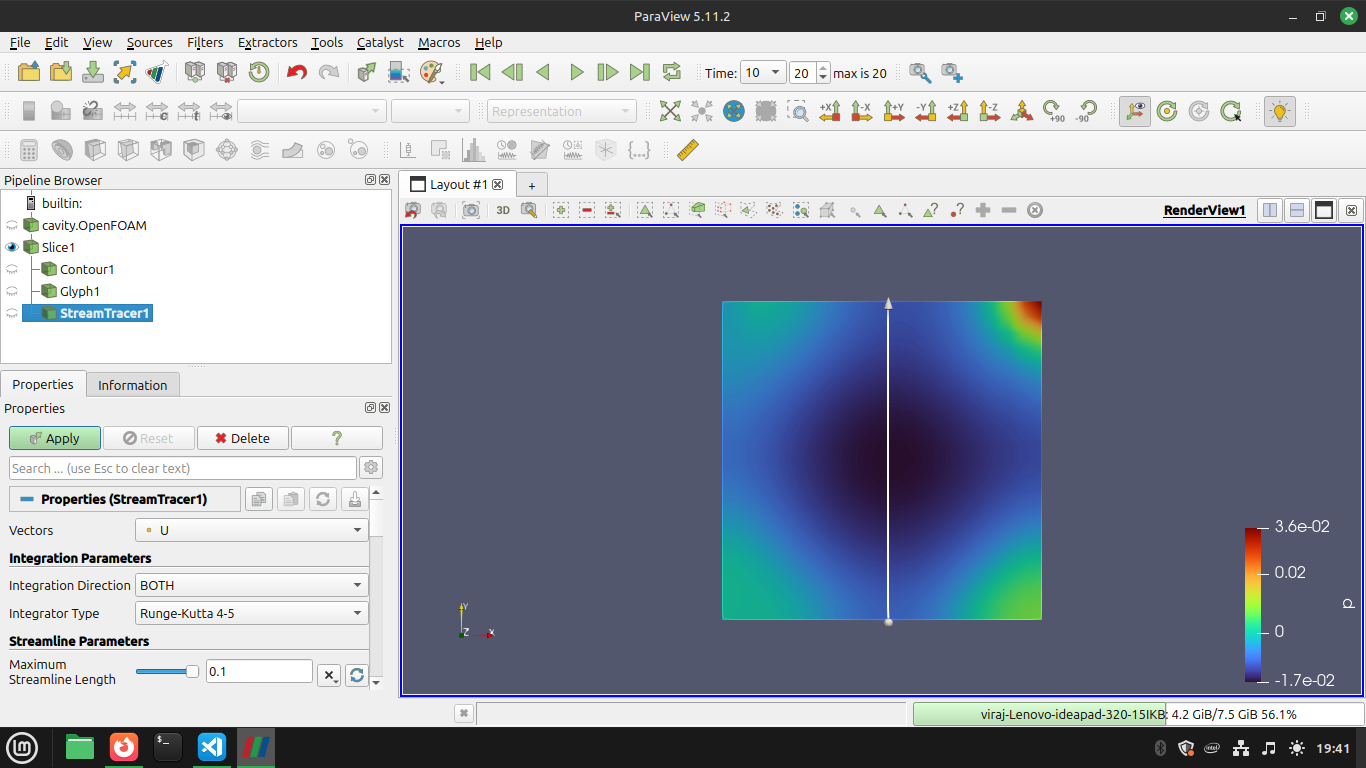 ParaView 5.11.2
File Edit View Sources Filters Extractors Tools Catalyst Macros Help
Time: 10 20 max is 20
Representation +X -X +Y -Y +Z -Z +90 -90
Pipeline Browser
builtin:
cavity.OpenFOAM
Slice1
Contour1
Glyph1
StreamTracer1
Properties Information
Properties
Apply Reset Delete ?
Search ... (use Esc to clear text)
Properties (StreamTracer1)
Vectors U
Integration Parameters
Integration Direction BOTH
Integrator Type Runge-Kutta 4-5
Streamline Parameters
Maximum
Streamline Length 0.1
Layout #1 +
3D RenderView1
3.6e-02
0.02
0
-1.7e-02
p
Y
Z X
viraj-Lenovo-ideapad-320-15IKB: 4.2 GiB/7.5 GiB 56.1%
intel 19:41